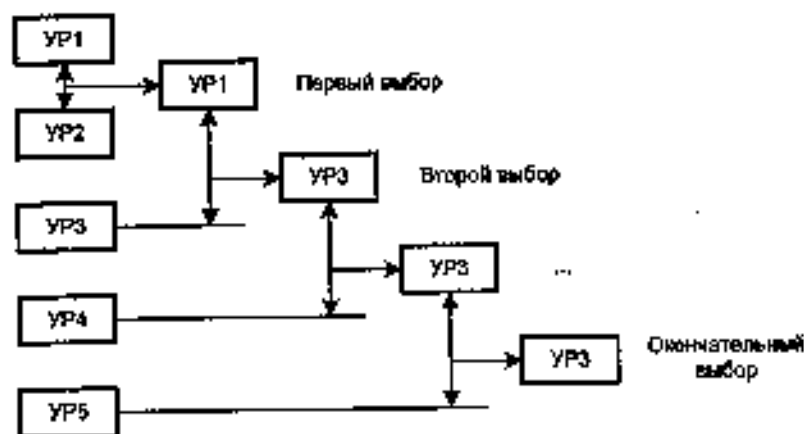 УР1
УР1
Первый выбор
УР2
УР3
Второй выбор
УР3
УР3
...
УР4
УР3
Окончательный
выбор
УР5